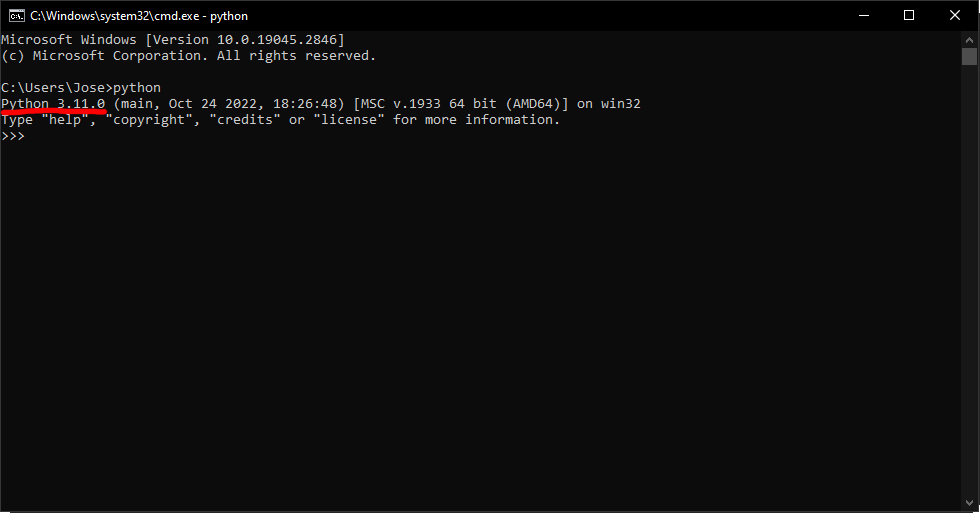 C:\Windows\system32\cmd.exe - python
Microsoft Windows [Version 10.0.19045.2846]
(c) Microsoft Corporation. All rights reserved.
C:\Users\Jose>python
Python 3.11.0 (main, Oct 24 2022, 18:26:48) [MSC v.1933 64 bit (AMD64)] on win32
Type "help", "copyright", "credits" or "license" for more information.
>>>